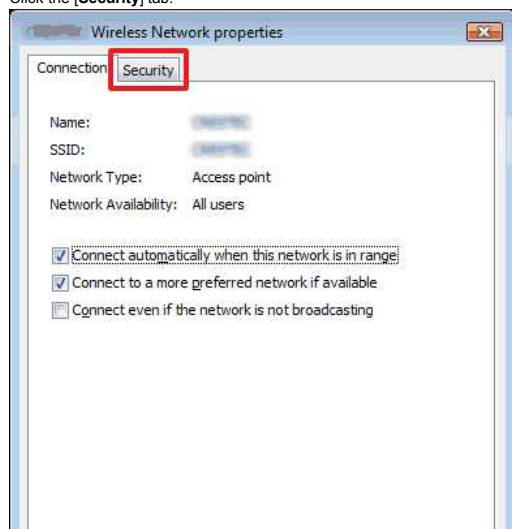 Click the [Security] tab.
Wireless Network properties
Connection Security
Name:
SSID:
Network Type: Access point
Network Availability: All users
Connect automatically when this network is in range
Connect to a more preferred network if available
Connect even if the network is not broadcasting